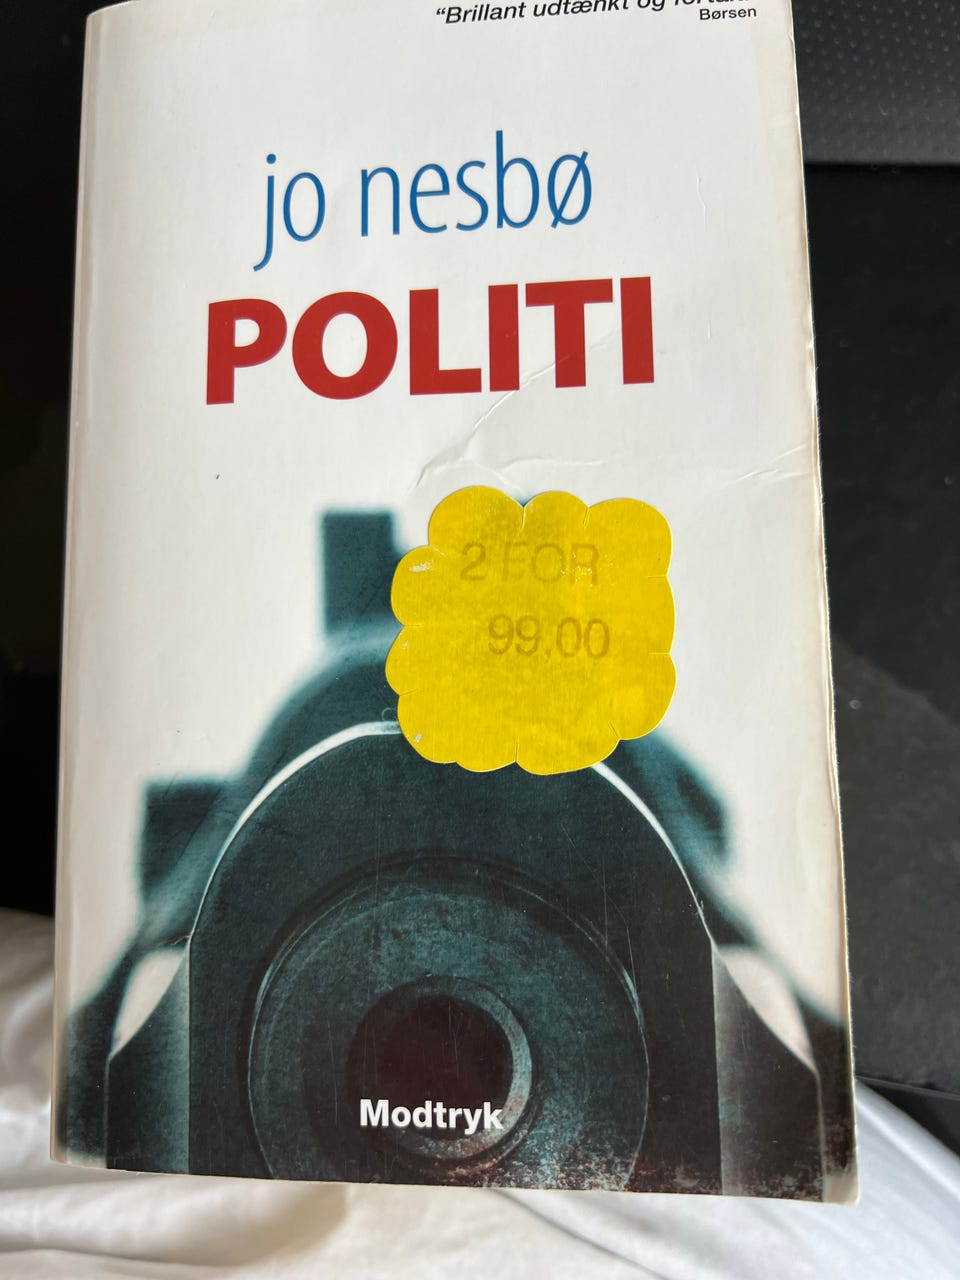 “Brillant udtænkt og
Børsen
jo nesbø
POLITI
2 FOR
99.00
Modtryk